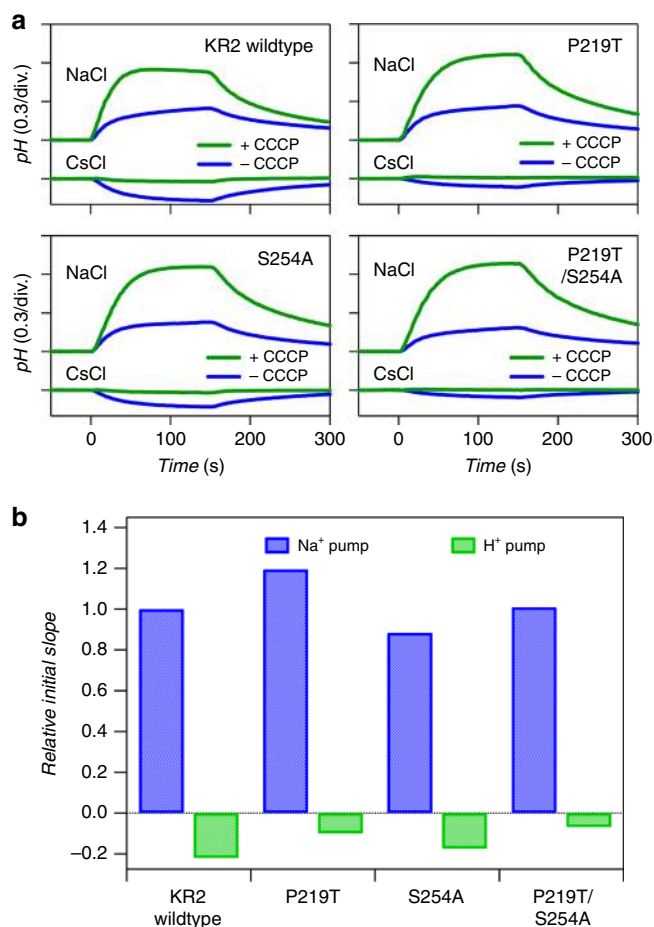 a
KR2 wildtype
NaCl
+ CCCP
– CCCP
CsCl
pH (0.3/div.)
P219T
NaCl
+ CCCP
– CCCP
CsCl
S254A
NaCl
+ CCCP
– CCCP
CsCl
pH (0.3/div.)
0 100 200 300
Time (s)
P219T
/S254A
NaCl
+ CCCP
– CCCP
CsCl
0 100 200 300
Time (s)
b
Na+ pump
H+ pump
Relative initial slope
1.4
1.2
1.0
0.8
0.6
0.4
0.2
0.0
–0.2
KR2
wildtype
P219T
S254A
P219T/
S254A